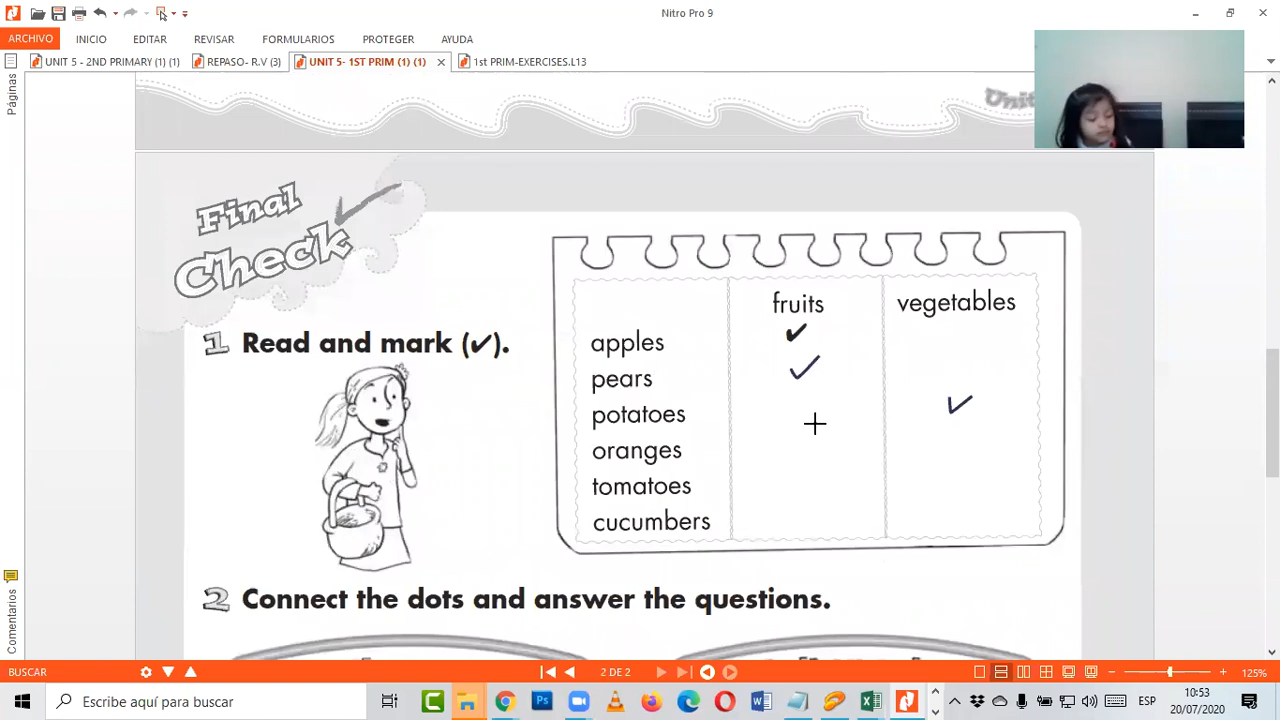 Nitro Pro 9
ARCHIVO INICIO EDITAR REVISAR FORMULARIOS PROTEGER AYUDA
UNIT 5 - 2ND PRIMARY (1) (1) REPASO- R.V (3) UNIT 5- 1ST PRIM (1) (1) 1st PRIM-EXERCISES.L13
Páginas
Final
Check
1 Read and mark (✔).
fruits vegetables
apples ✔
pears ✓
potatoes ✓
oranges
tomatoes
cucumbers
2 Connect the dots and answer the questions.
Comentarios
BUSCAR 2 DE 2 125%
Escribe aquí para buscar ESP 10:53
20/07/2020